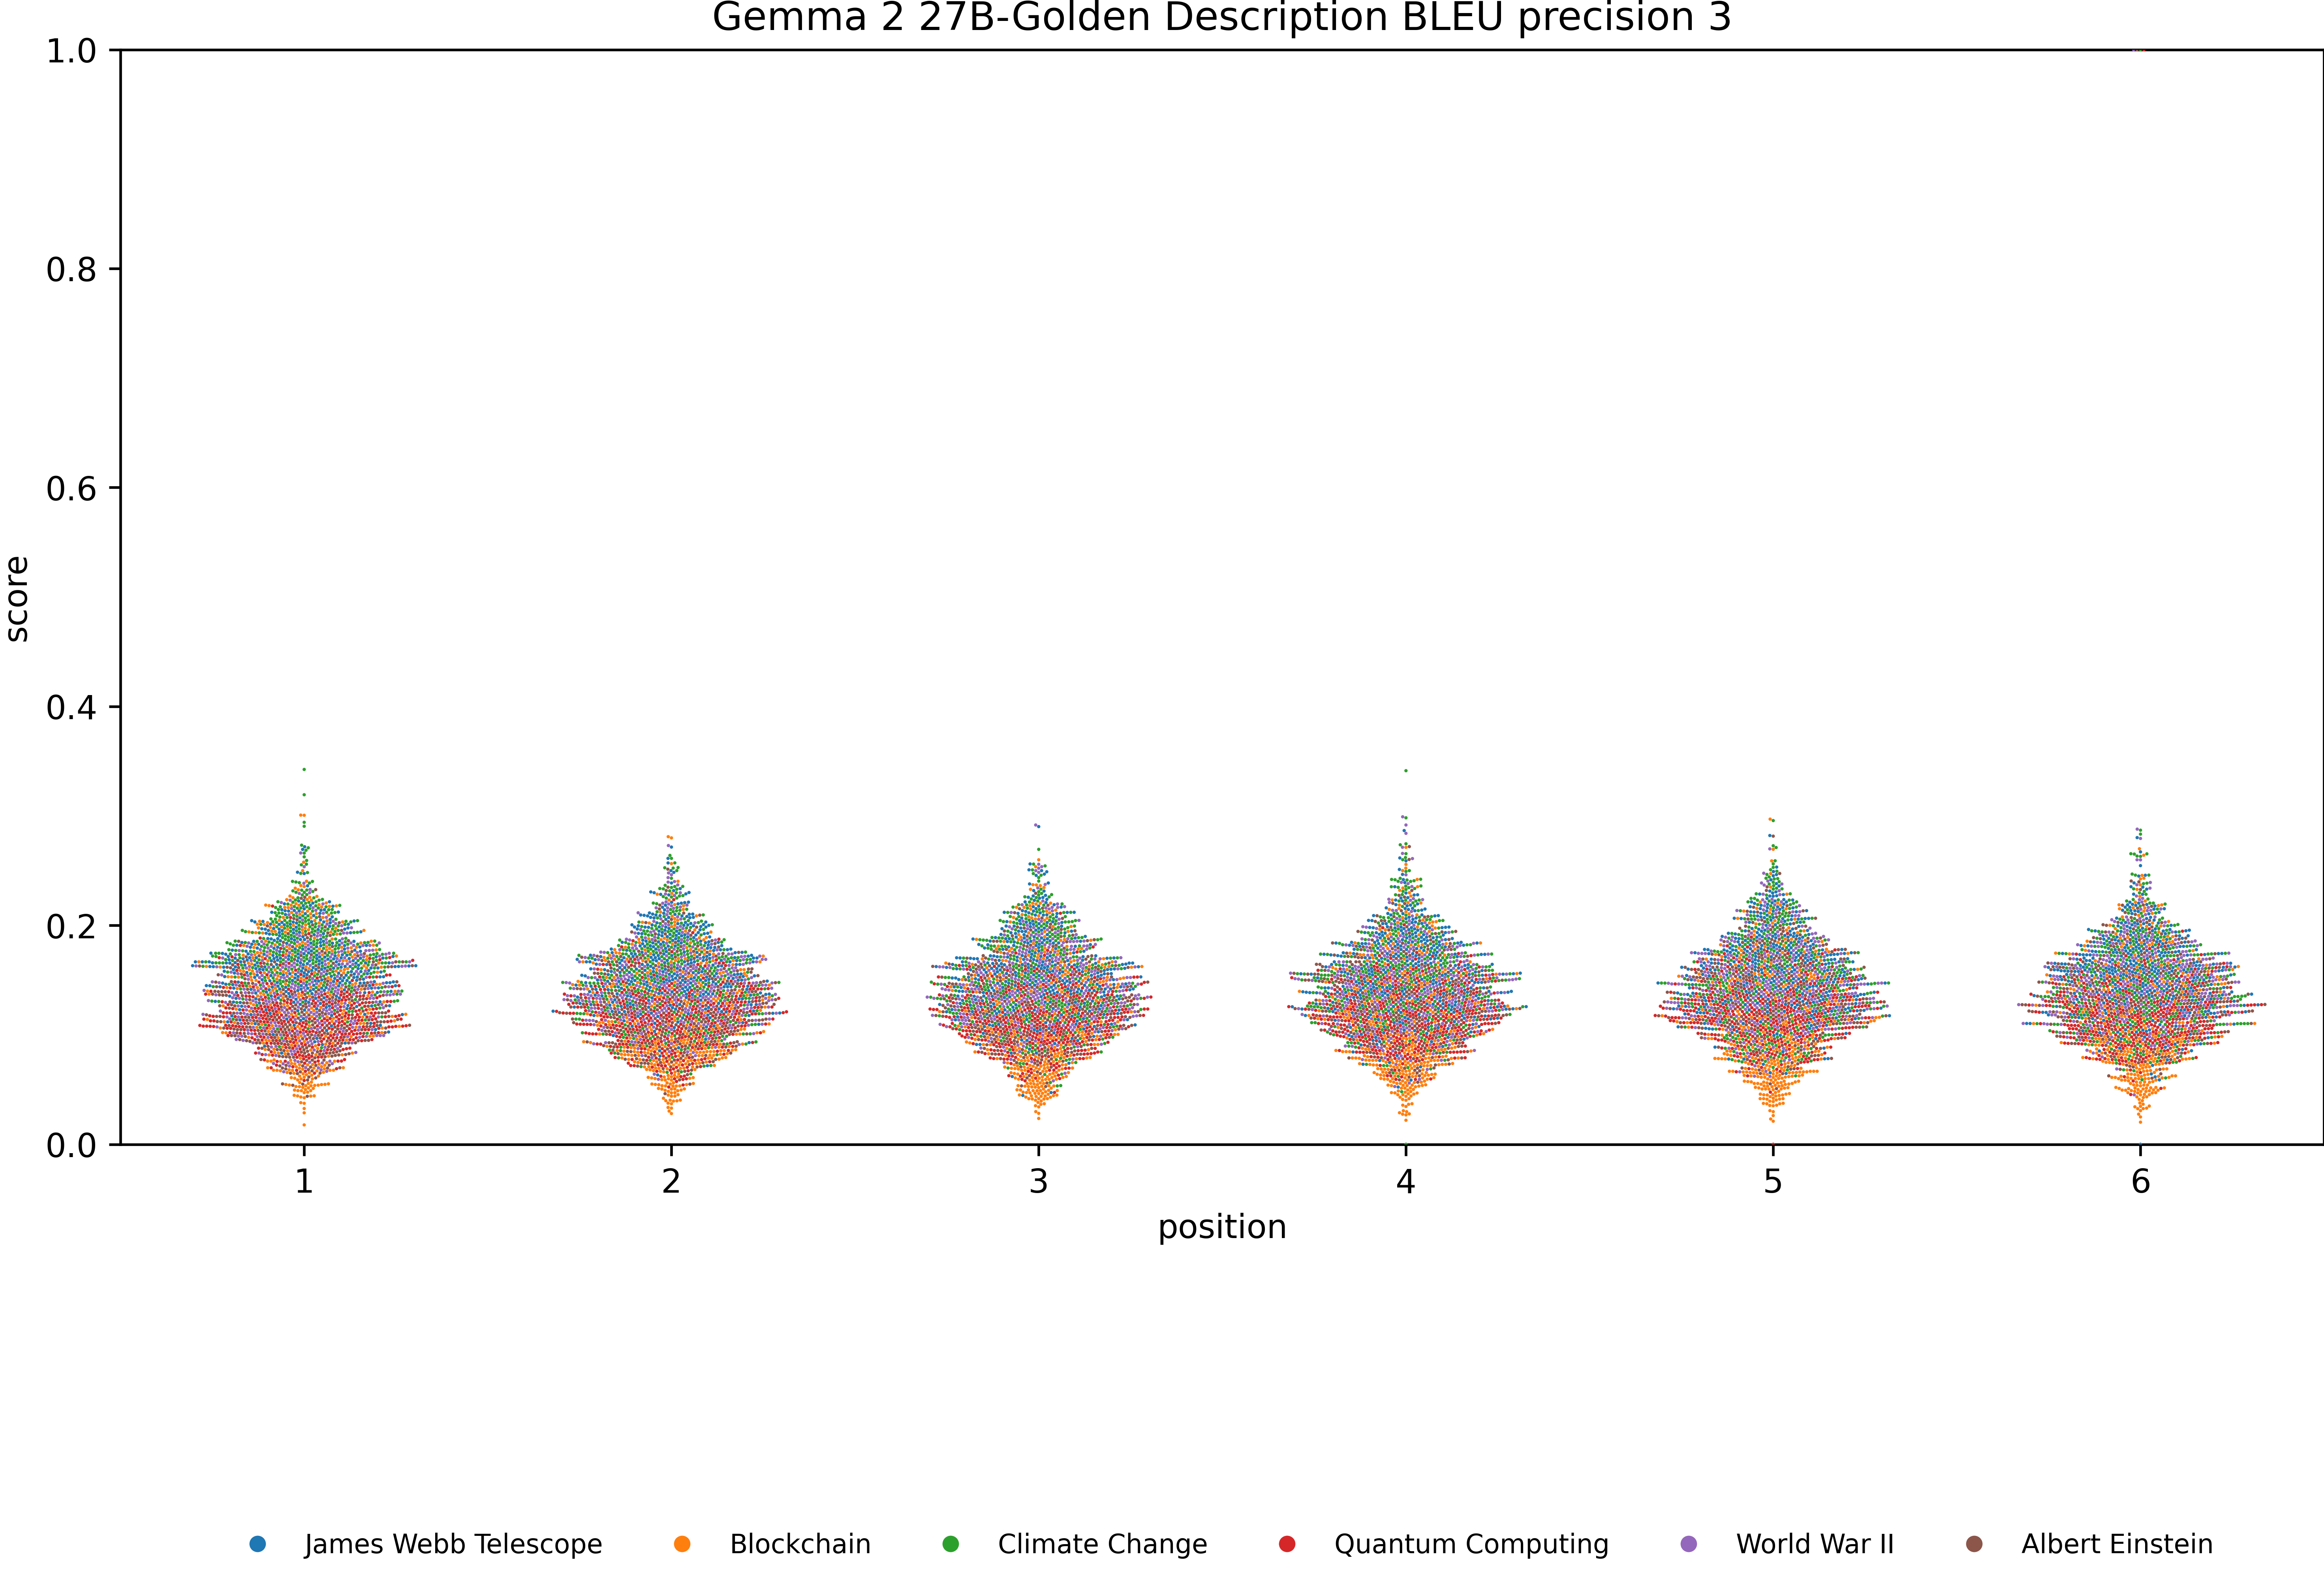 Gemma 2 27B-Golden Description BLEU precision 3
1.0
0.8
0.6
0.4
0.2
0.0
score
1 2 3 4 5 6
position
James Webb Telescope Blockchain Climate Change Quantum Computing World War II Albert Einstein